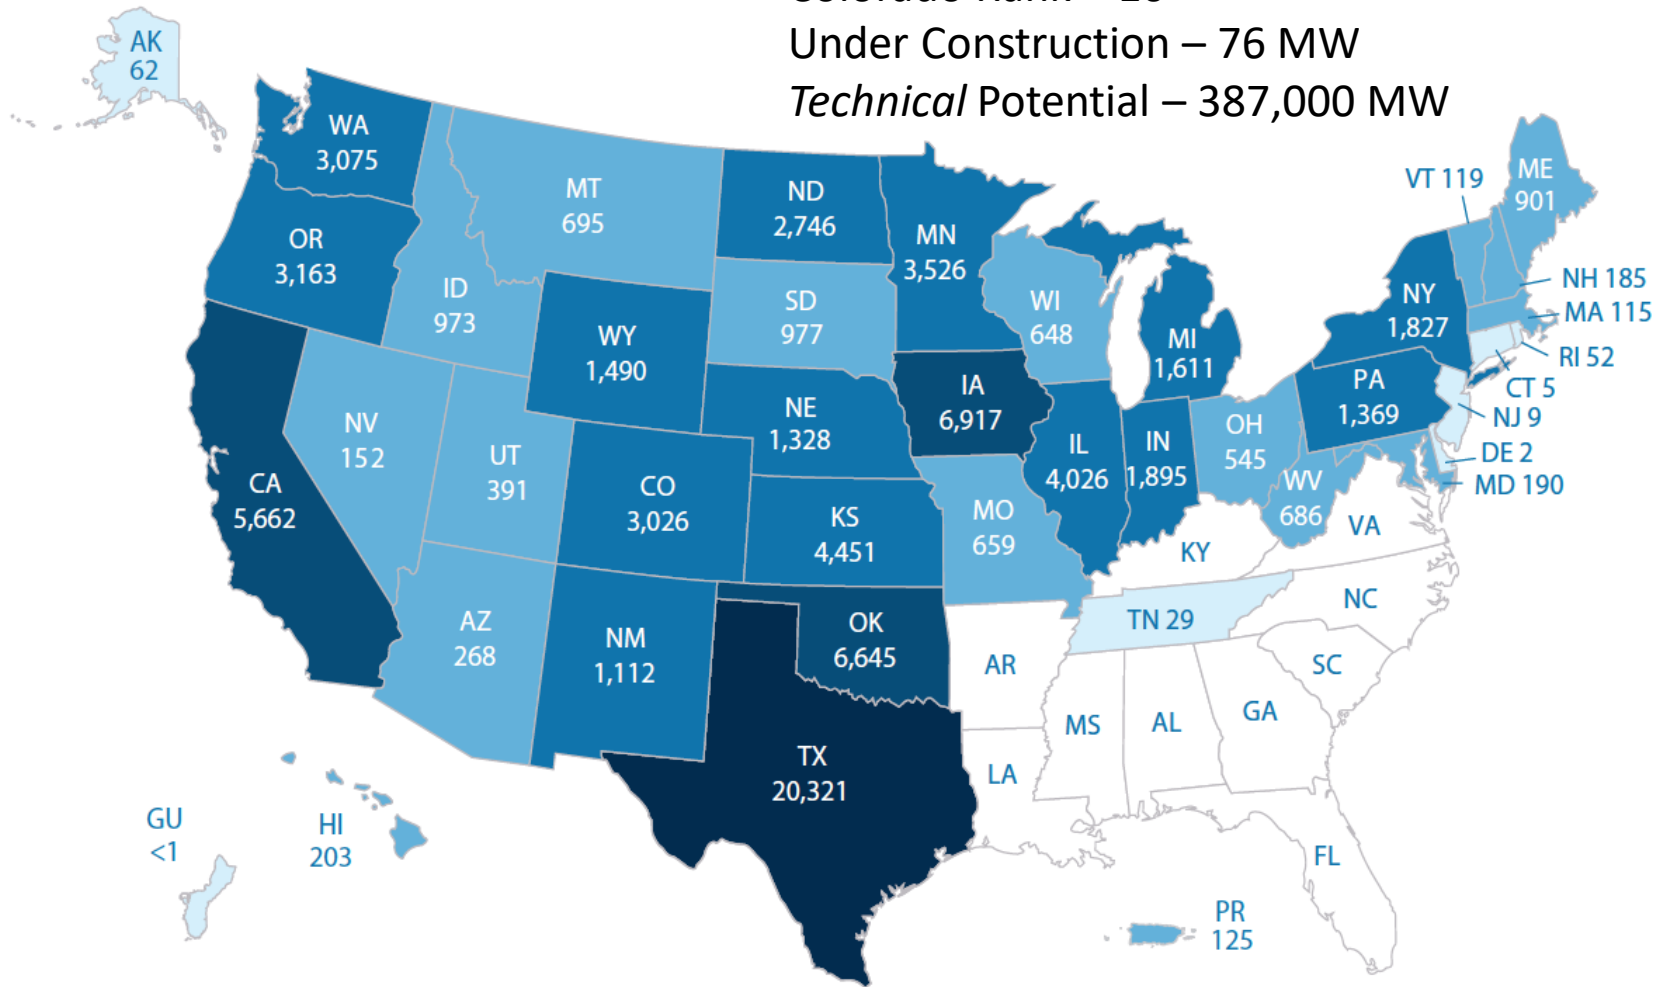 Under Construction – 76 MW
Technical Potential – 387,000 MW
AK
62
WA
3,075
OR
3,163
CA
5,662
ID
973
NV
152
MT
695
WY
1,490
UT
391
AZ
268
CO
3,026
NM
1,112
ND
2,746
SD
977
NE
1,328
KS
4,451
OK
6,645
TX
20,321
MN
3,526
IA
6,917
MO
659
AR
LA
WI
648
IL
4,026
MI
1,611
IN
1,895
OH
545
WV
686
KY
VA
TN 29
NC
SC
MS
AL
GA
FL
PA
1,369
NY
1,827
VT 119
ME
901
NH 185
MA 115
RI 52
CT 5
NJ 9
DE 2
MD 190
GU
<1
HI
203
PR
125